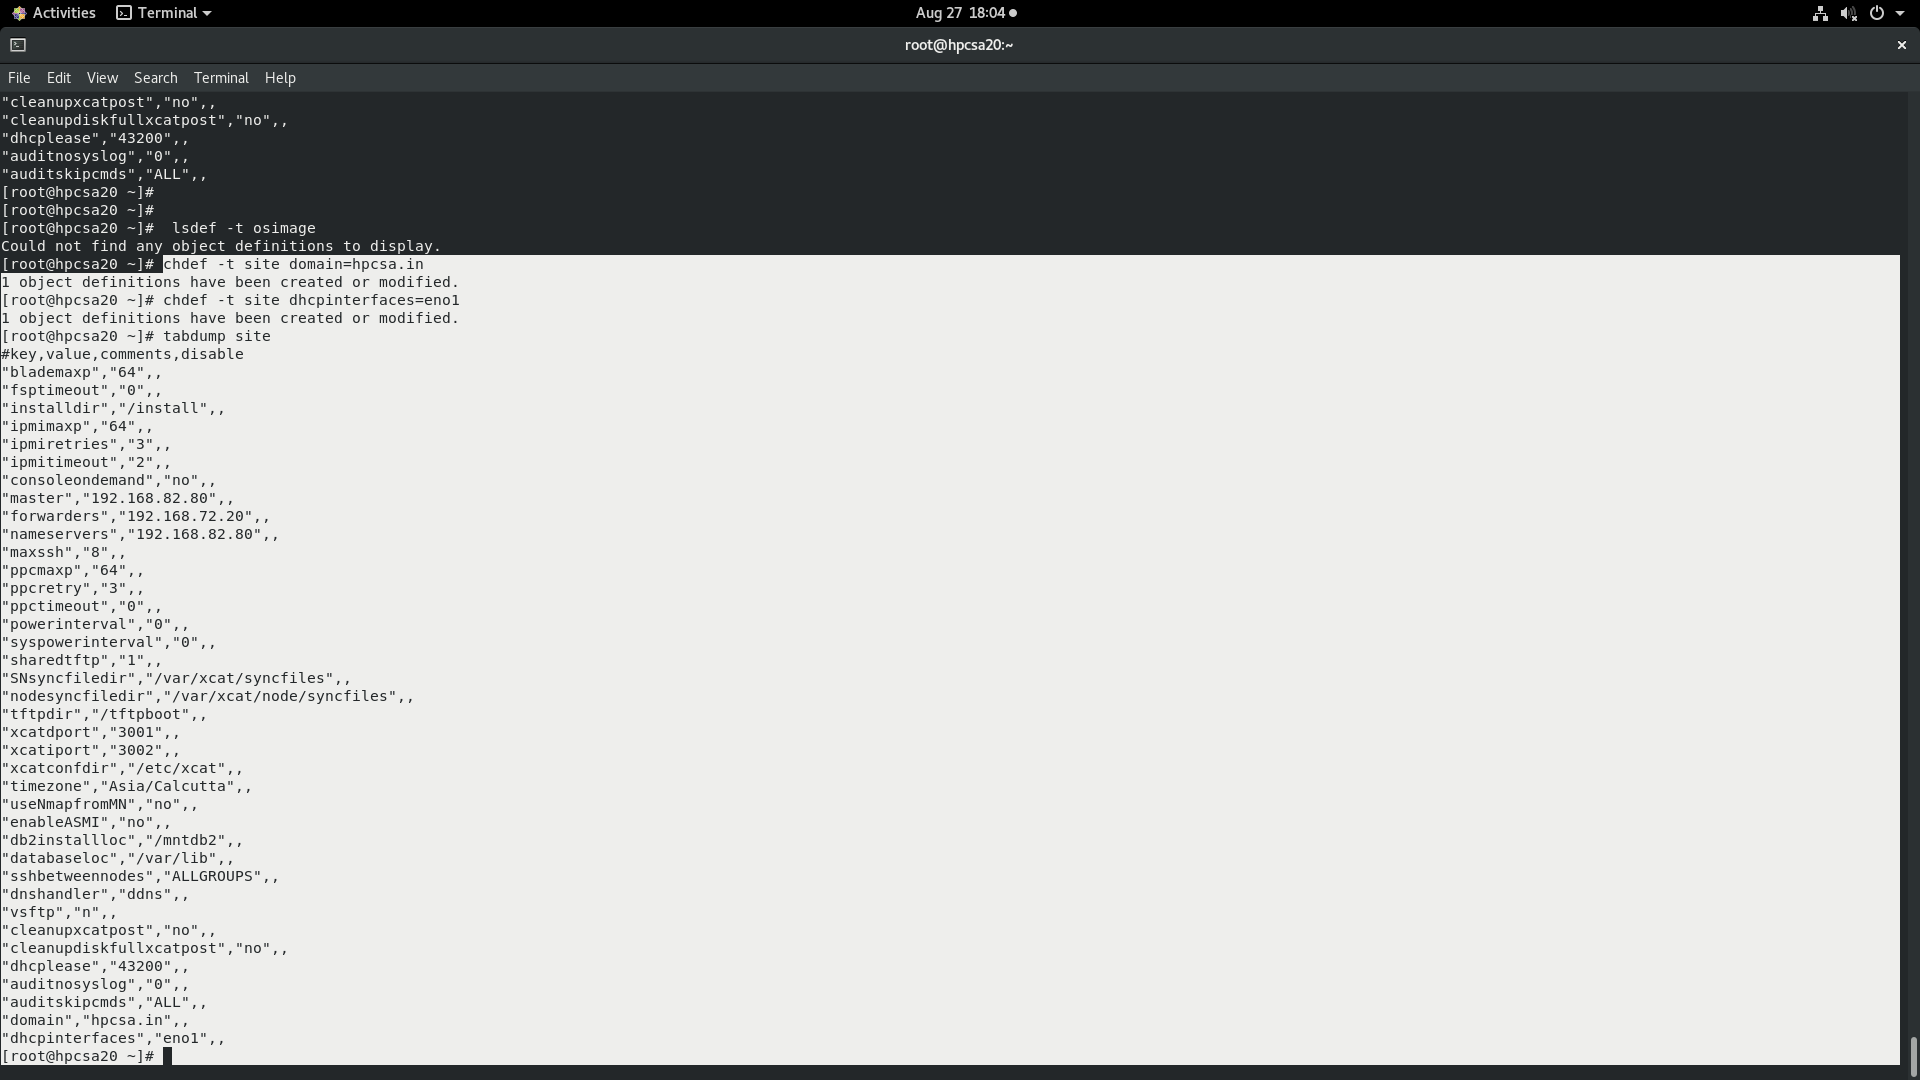 Activities
Terminal
Aug 27 18:04
root@hpcsa20:~
File Edit View Search Terminal Help
"cleanupxcatpost","no",,
"cleanupdiskfullxcatpost","no",,
"dhcplease","43200",,
"auditnosyslog","0",,
"auditskipcmds","ALL",,
[root@hpcsa20 ~]#
[root@hpcsa20 ~]#
[root@hpcsa20 ~]#  lsdef -t osimage
Could not find any object definitions to display.
[root@hpcsa20 ~]# chdef -t site domain=hpcsa.in
1 object definitions have been created or modified.
[root@hpcsa20 ~]# chdef -t site dhcpinterfaces=eno1
1 object definitions have been created or modified.
[root@hpcsa20 ~]# tabdump site
#key,value,comments,disable
"blademaxp","64",,
"fsptimeout","0",,
"installdir","/install",,
"ipmimaxp","64",,
"ipmiretries","3",,
"ipmitimeout","2",,
"consoleondemand","no",,
"master","192.168.82.80",,
"forwarders","192.168.72.20",,
"nameservers","192.168.82.80",,
"maxssh","8",,
"ppcmaxp","64",,
"ppcretry","3",,
"ppctimeout","0",,
"powerinterval","0",,
"syspowerinterval","0",,
"sharedtftp","1",,
"SNsyncfiledir","/var/xcat/syncfiles",,
"nodesyncfiledir","/var/xcat/node/syncfiles",,
"tftpdir","/tftpboot",,
"xcatdport","3001",,
"xcatiport","3002",,
"xcatconfdir","/etc/xcat",,
"timezone","Asia/Calcutta",,
"useNmapfromMN","no",,
"enableASMI","no",,
"db2installloc","/mntdb2",,
"databaseloc","/var/lib",,
"sshbetweennodes","ALLGROUPS",,
"dnshandler","ddns",,
"vsftp","n",,
"cleanupxcatpost","no",,
"cleanupdiskfullxcatpost","no",,
"dhcplease","43200",,
"auditnosyslog","0",,
"auditskipcmds","ALL",,
"domain","hpcsa.in",,
"dhcpinterfaces","eno1",,
[root@hpcsa20 ~]#